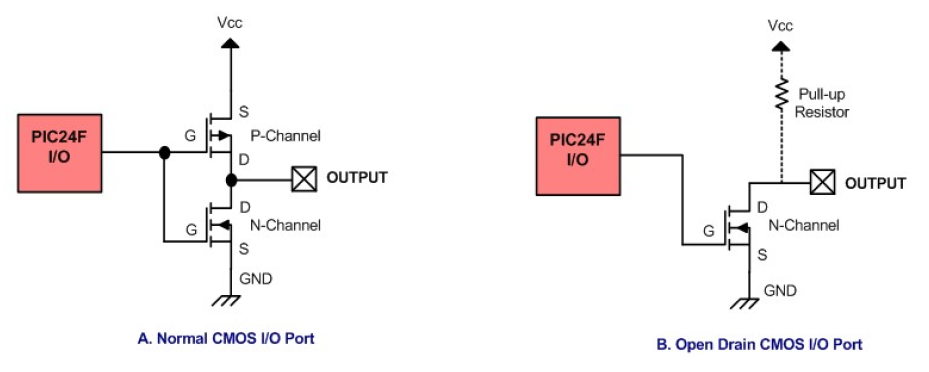 Vcc
S
PIC24F
I/O
G
P-Channel
D
OUTPUT
D
G
N-Channel
S
GND
A. Normal CMOS I/O Port
Vcc
Pull-up
Resistor
PIC24F
I/O
OUTPUT
D
G
N-Channel
S
GND
B. Open Drain CMOS I/O Port